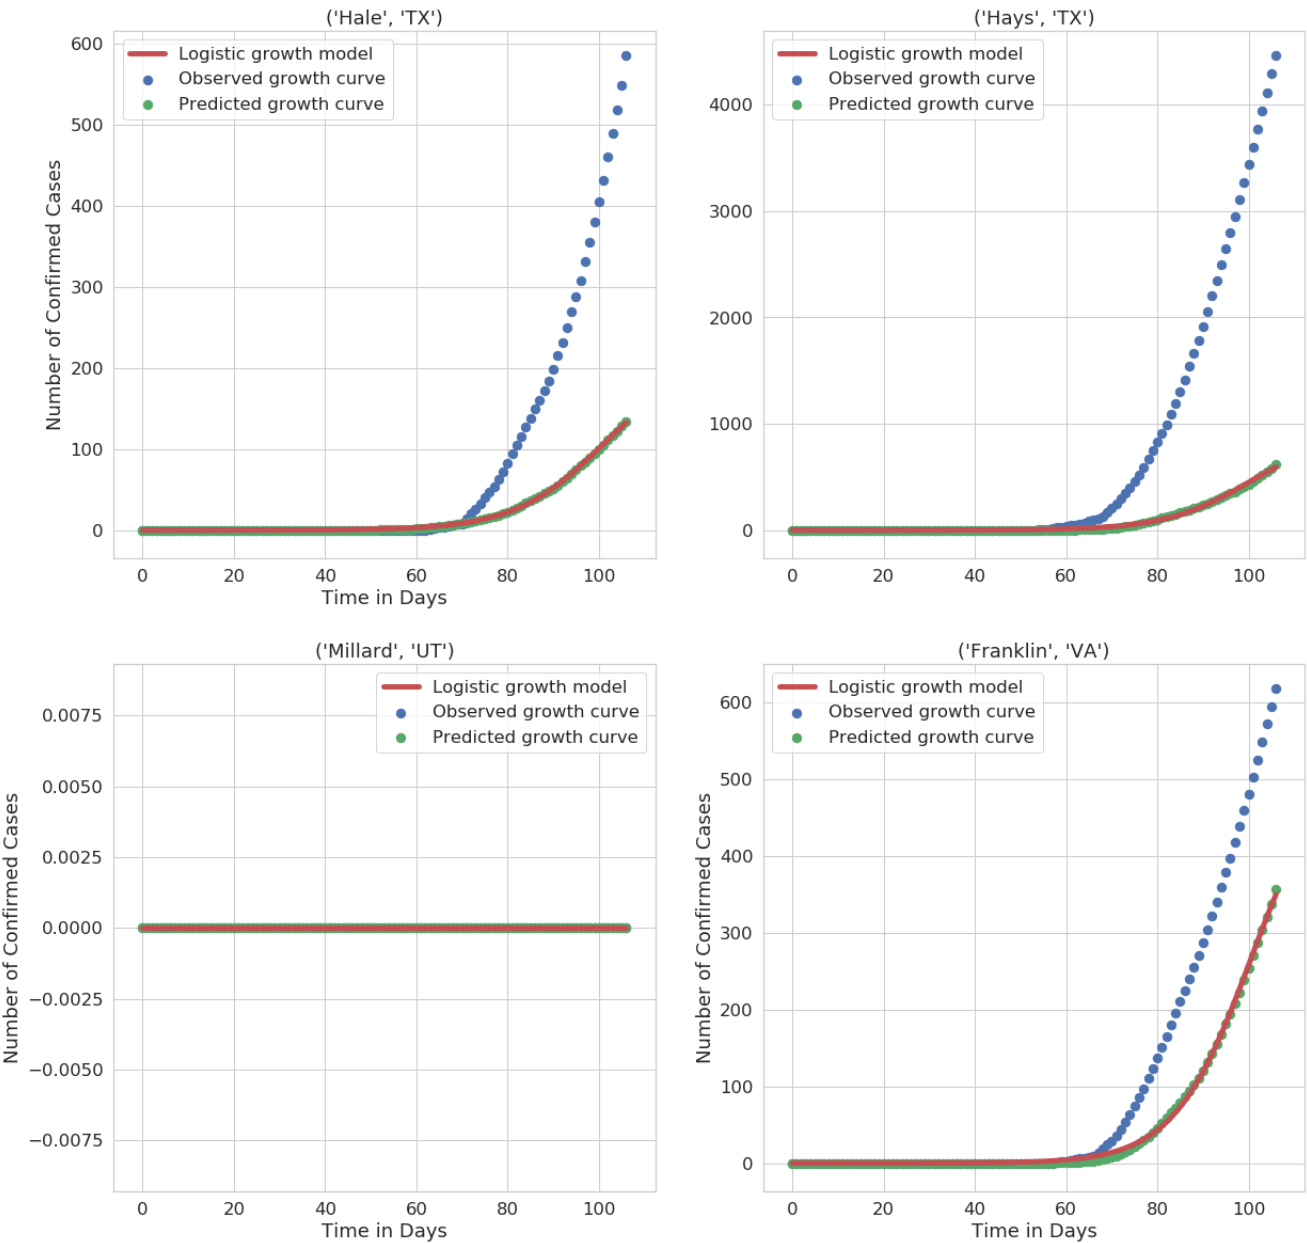 ('Hale', 'TX')
Logistic growth model
Observed growth curve
Predicted growth curve
Number of Confirmed Cases
600
500
400
300
200
100
0
0 20 40 60 80 100
Time in Days
('Hays', 'TX')
Logistic growth model
Observed growth curve
Predicted growth curve
4000
3000
2000
1000
0
0 20 40 60 80 100
('Millard', 'UT')
Logistic growth model
Observed growth curve
Predicted growth curve
Number of Confirmed Cases
0.0075
0.0050
0.0025
0.0000
−0.0025
−0.0050
−0.0075
0 20 40 60 80 100
Time in Days
('Franklin', 'VA')
Logistic growth model
Observed growth curve
Predicted growth curve
Number of Confirmed Cases
600
500
400
300
200
100
0
0 20 40 60 80 100
Time in Days